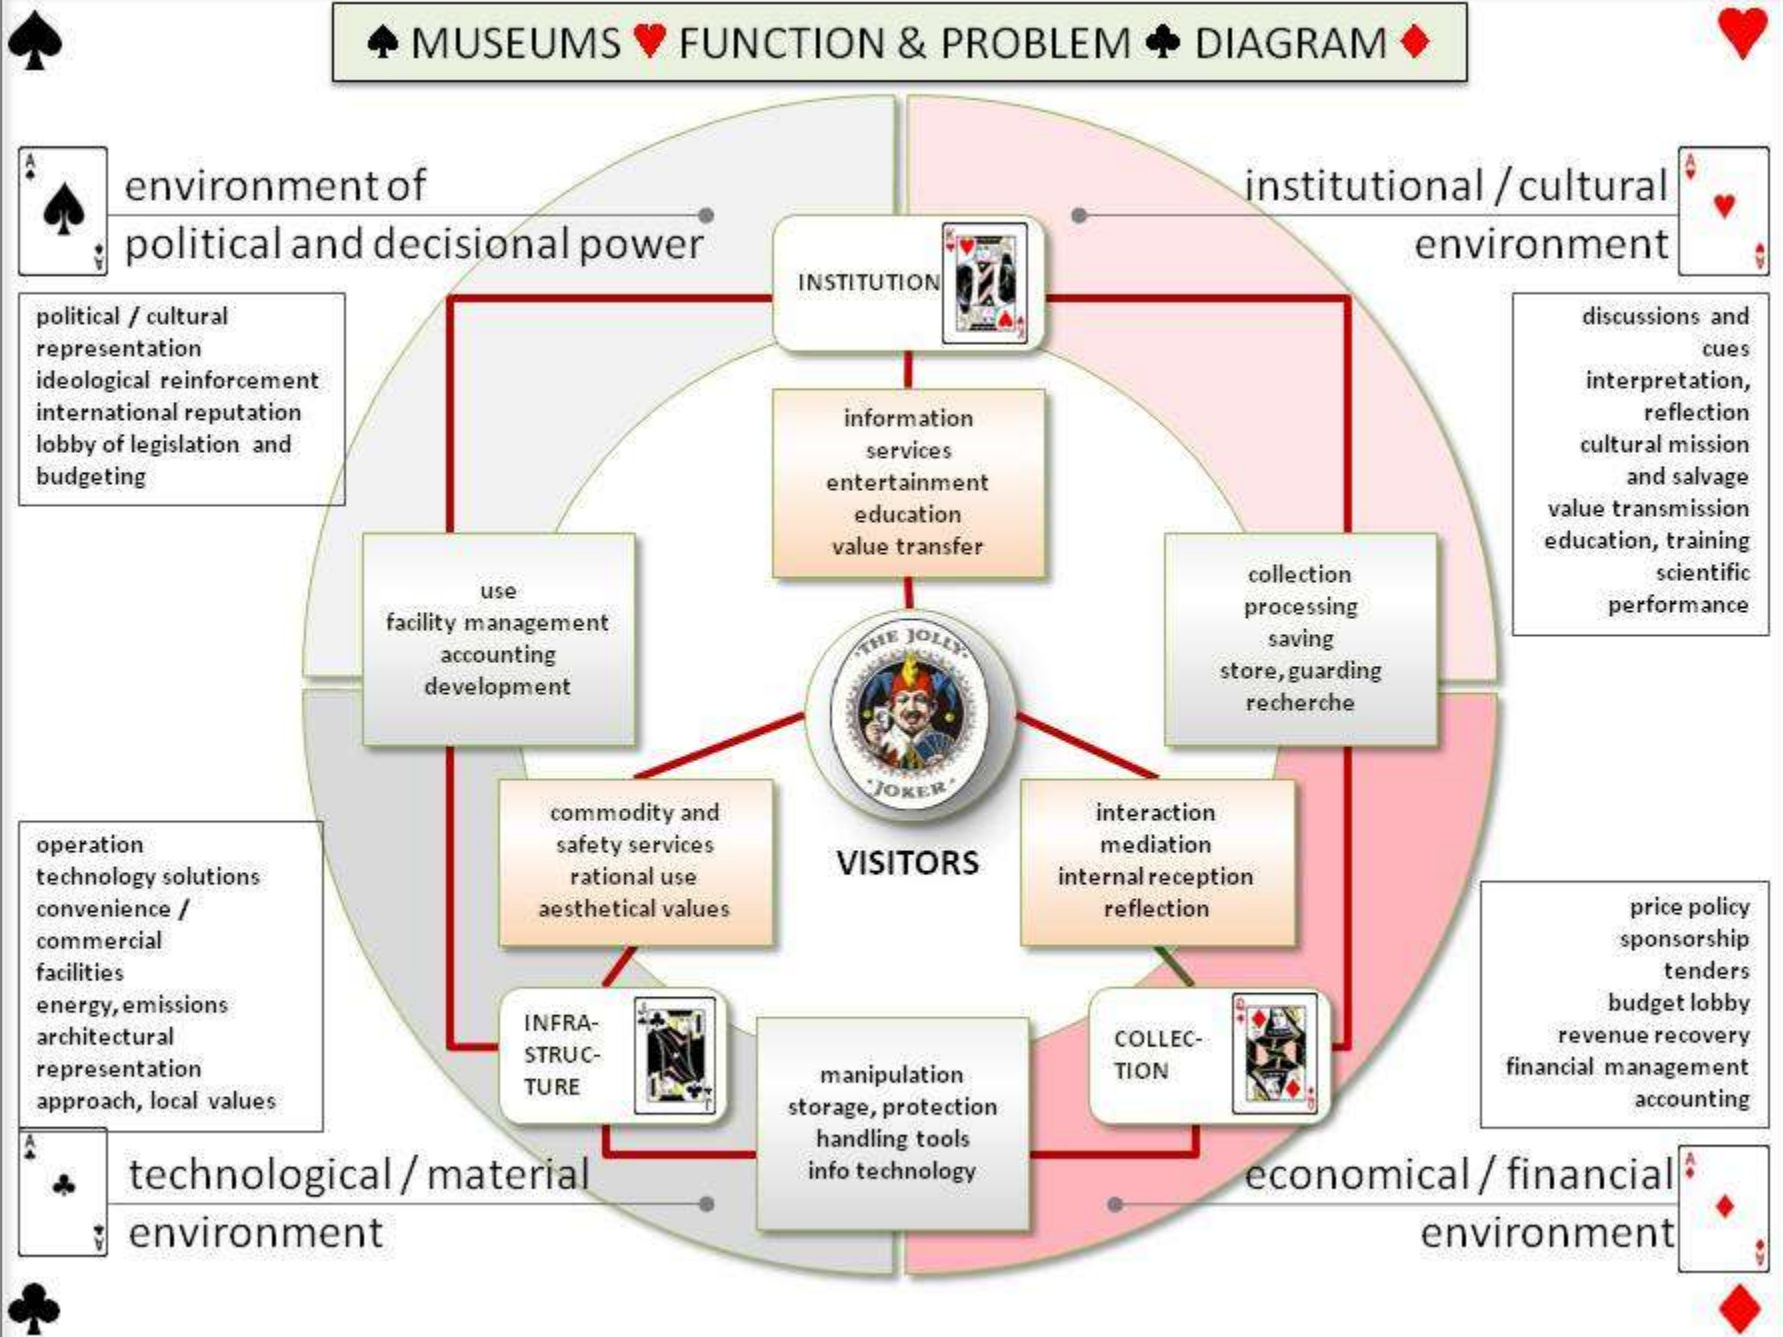 ♠ MUSEUMS ♥ FUNCTION & PROBLEM ♣ DIAGRAM ♦
A
A
environment of
political and decisional power
political / cultural
representation
ideological reinforcement
international reputation
lobby of legislation and
budgeting
institutional / cultural
environment
A
A
discussions and
cues
interpretation,
reflection
cultural mission
and salvage
value transmission
education, training
scientific
performance
INSTITUTION
K
K
information
services
entertainment
education
value transfer
use
facility management
accounting
development
collection
processing
saving
store, guarding
recherche
THE JOLLY
JOKER
VISITORS
commodity and
safety services
rational use
aesthetical values
interaction
mediation
internal reception
reflection
operation
technology solutions
convenience /
commercial
facilities
energy, emissions
architectural
representation
approach, local values
price policy
sponsorship
tenders
budget lobby
revenue recovery
financial management
accounting
INFRA-
STRUC-
TURE
J
J
manipulation
storage, protection
handling tools
info technology
COLLEC-
TION
Q
Q
A
A
technological / material
environment
economical / financial
environment
A
A